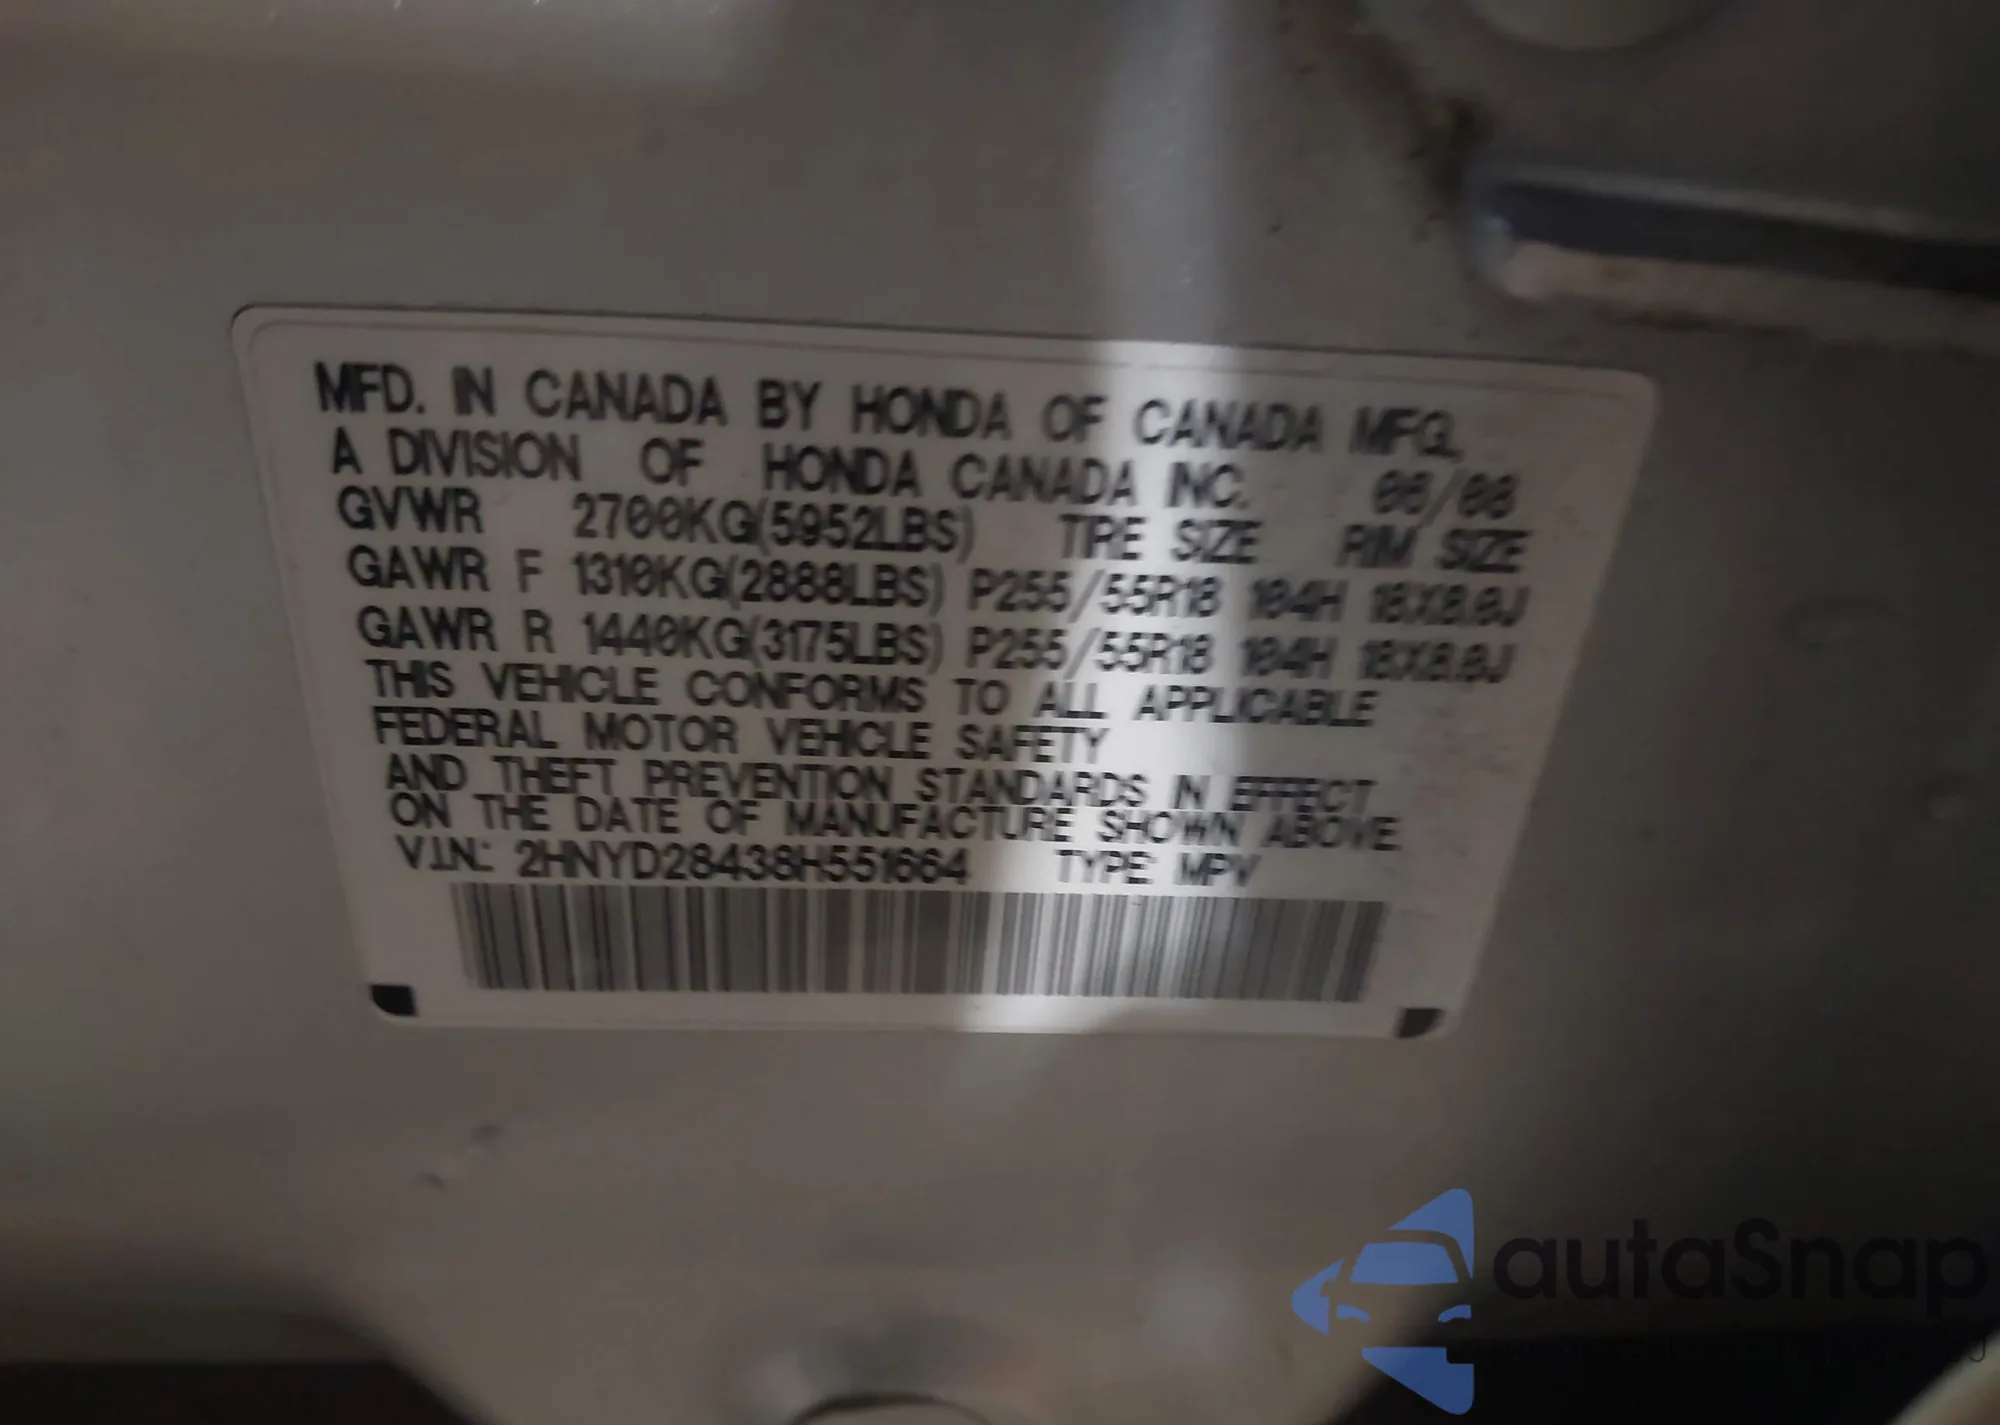 MFD. IN CANADA BY HONDA OF CANADA MFG.,
A DIVISION OF HONDA CANADA INC. 06/08
GVWR 2700KG(5952LBS) TIRE SIZE RIM SIZE
GAWR F 1310KG(2888LBS) P255/55R18 104H 18X8.0J
GAWR R 1440KG(3175LBS) P255/55R18 104H 18X8.0J
THIS VEHICLE CONFORMS TO ALL APPLICABLE
FEDERAL MOTOR VEHICLE SAFETY
AND THEFT PREVENTION STANDARDS IN EFFECT
ON THE DATE OF MANUFACTURE SHOWN ABOVE.
V.I.N.: 2HNYD28438H551664 TYPE: MPV
autaSnap